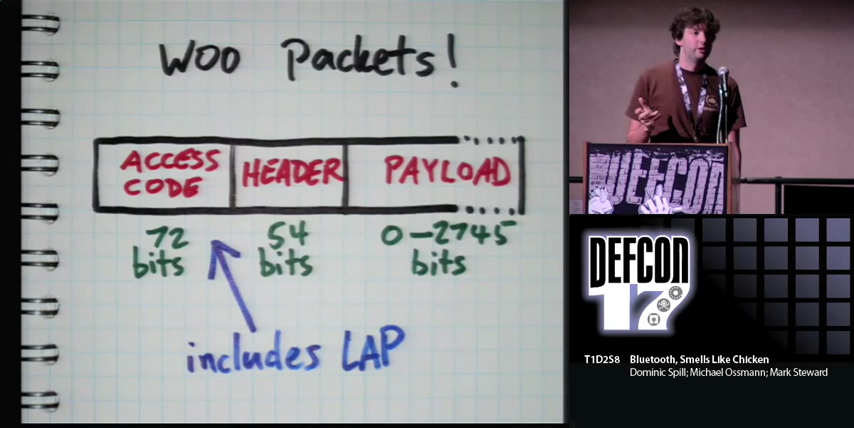 WOO Packets!
ACCESS CODE
HEADER
PAYLOAD
72 bits
54 bits
0-2745 bits
includes LAP
DEFCON
DEFCON
17
T1D2S8 Bluetooth, Smells Like Chicken
Dominic Spill; Michael Ossmann; Mark Steward